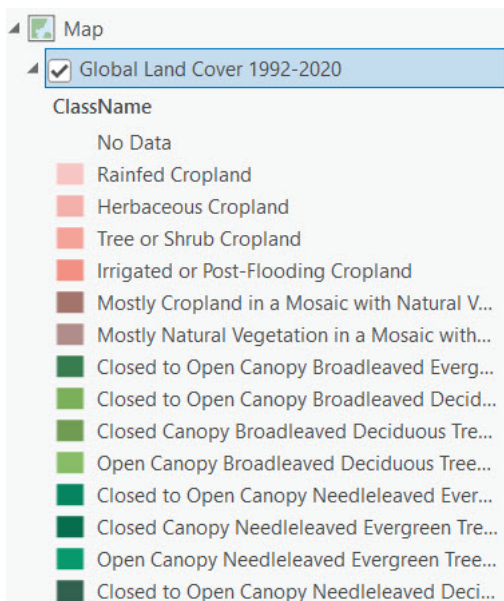 Map
Global Land Cover 1992-2020
ClassName
No Data
Rainfed Cropland
Herbaceous Cropland
Tree or Shrub Cropland
Irrigated or Post-Flooding Cropland
Mostly Cropland in a Mosaic with Natural V...
Mostly Natural Vegetation in a Mosaic with...
Closed to Open Canopy Broadleaved Everg...
Closed to Open Canopy Broadleaved Decid...
Closed Canopy Broadleaved Deciduous Tre...
Open Canopy Broadleaved Deciduous Tree...
Closed to Open Canopy Needleleaved Ever...
Closed Canopy Needleleaved Evergreen Tre...
Open Canopy Needleleaved Evergreen Tree...
Closed to Open Canopy Needleleaved Deci...